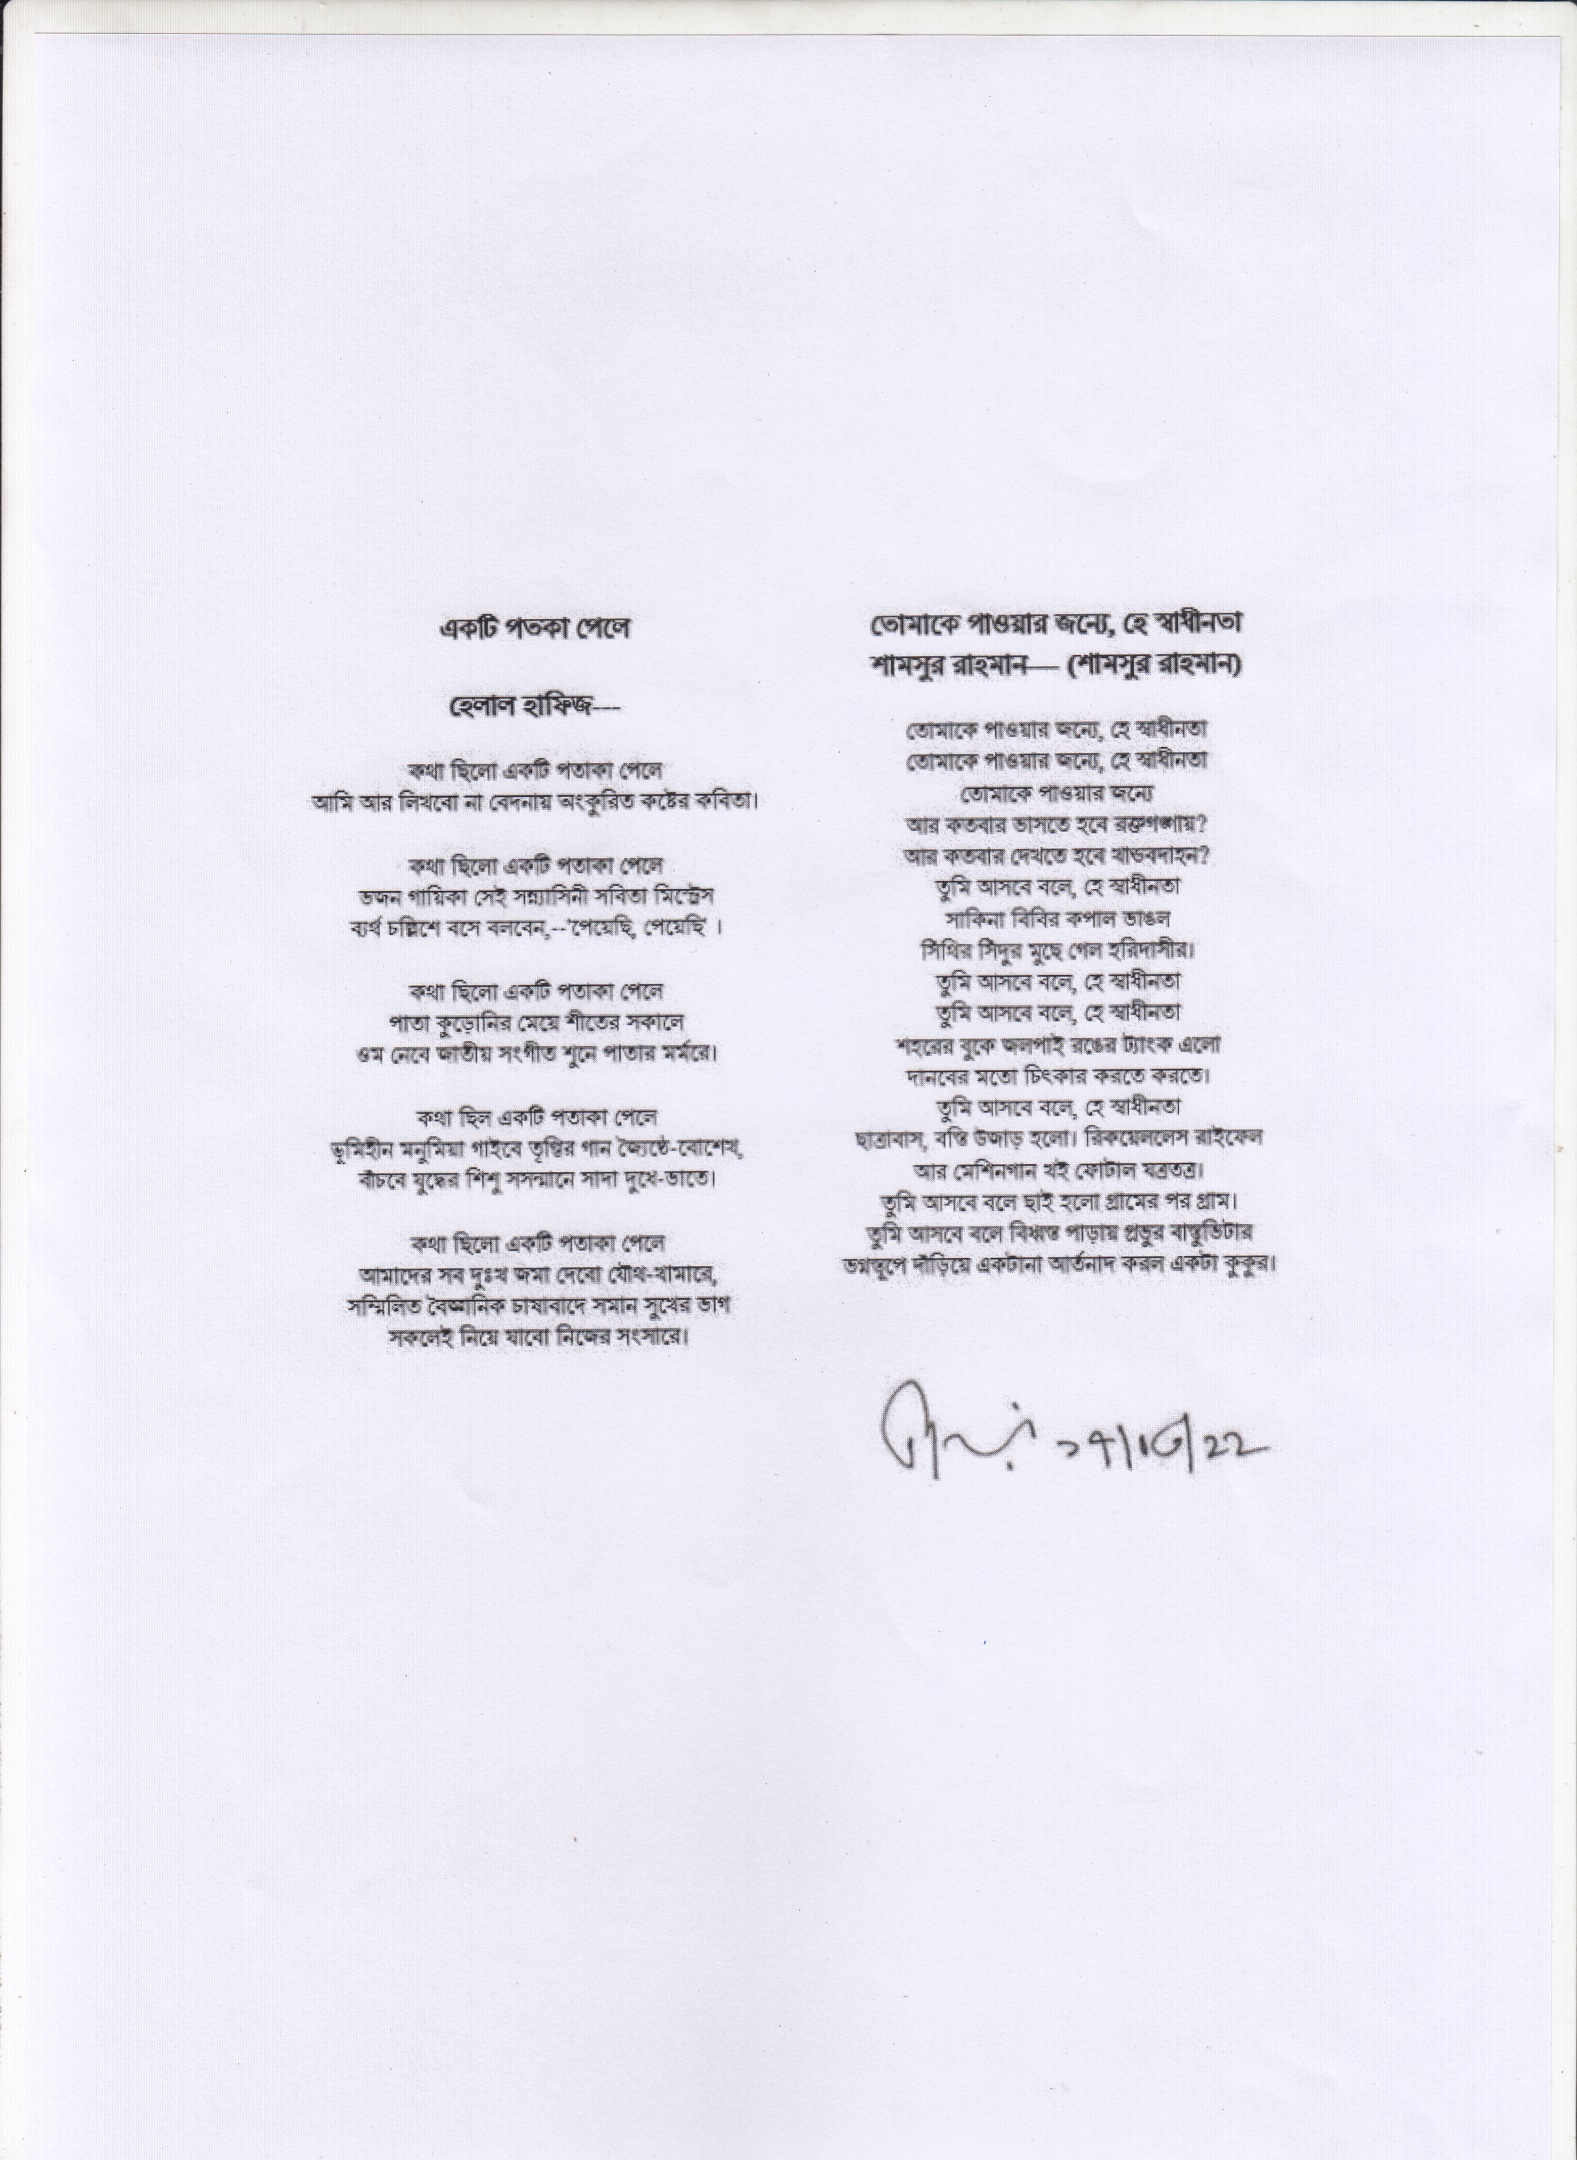 একটি পতকা পেলে
হেলাল হাফিজ---
কথা ছিলো একটি পতাকা পেলে
আমি আর লিখবো না বেদনায় অংকুরিত কষ্টের কবিতা।
কথা ছিলো একটি পতাকা পেলে
ভজন গায়িকা সেই সন্ন্যাসিনী সবিতা মিস্ট্রেস
ব্যর্থ চল্লিশে বসে বলবেন,--'পেয়েছি, পেয়েছি' ।
কথা ছিলো একটি পতাকা পেলে
পাতা কুড়োনির মেয়ে শীতের সকালে
ওম নেবে জাতীয় সংগীত শুনে পাতার মর্মরে।
কথা ছিল একটি পতাকা পেলে
ভূমিহীন মনুমিয়া গাইবে তৃপ্তির গান জ্যৈষ্ঠে-বোশেখ,
বাঁচবে যুদ্ধের শিশু সসন্মানে সাদা দুধে-ভাতে।
কথা ছিলো একটি পতাকা পেলে
আমাদের সব দুঃখ জমা দেবো যৌথ-খামারে,
সম্মিলিত বৈজ্ঞানিক চাষাবাদে সমান সুখের ভাগ
সকলেই নিয়ে যাবো নিজের সংসারে।
তোমাকে পাওয়ার জন্যে, হে স্বাধীনতা
শামসুর রাহমান— (শামসুর রাহমান)
তোমাকে পাওয়ার জন্যে, হে স্বাধীনতা
তোমাকে পাওয়ার জন্যে, হে স্বাধীনতা
তোমাকে পাওয়ার জন্যে
আর কতবার ভাসতে হবে রক্তগঙ্গায়?
আর কতবার দেখতে হবে খাণ্ডবদাহন?
তুমি আসবে বলে, হে স্বাধীনতা
সাকিনা বিবির কপাল ভাঙল
সিঁথির সিঁদুর মুছে গেল হরিদাসীর।
তুমি আসবে বলে, হে স্বাধীনতা
তুমি আসবে বলে, হে স্বাধীনতা
শহরের বুকে জলপাই রঙের ট্যাংক এলো
দানবের মতো চিৎকার করতে করতে।
তুমি আসবে বলে, হে স্বাধীনতা
ছাত্রাবাস, বস্তি উজাড় হলো। রিকয়েললেস রাইফেল
আর মেশিনগান খই ফোটাল যত্রতত্র।
তুমি আসবে বলে ছাই হলো গ্রামের পর গ্রাম।
তুমি আসবে বলে বিধ্বস্ত পাড়ায় প্রভুর বাস্তুভিটার
ভগ্নস্তূপে দাঁড়িয়ে একটানা আর্তনাদ করল একটা কুকুর।